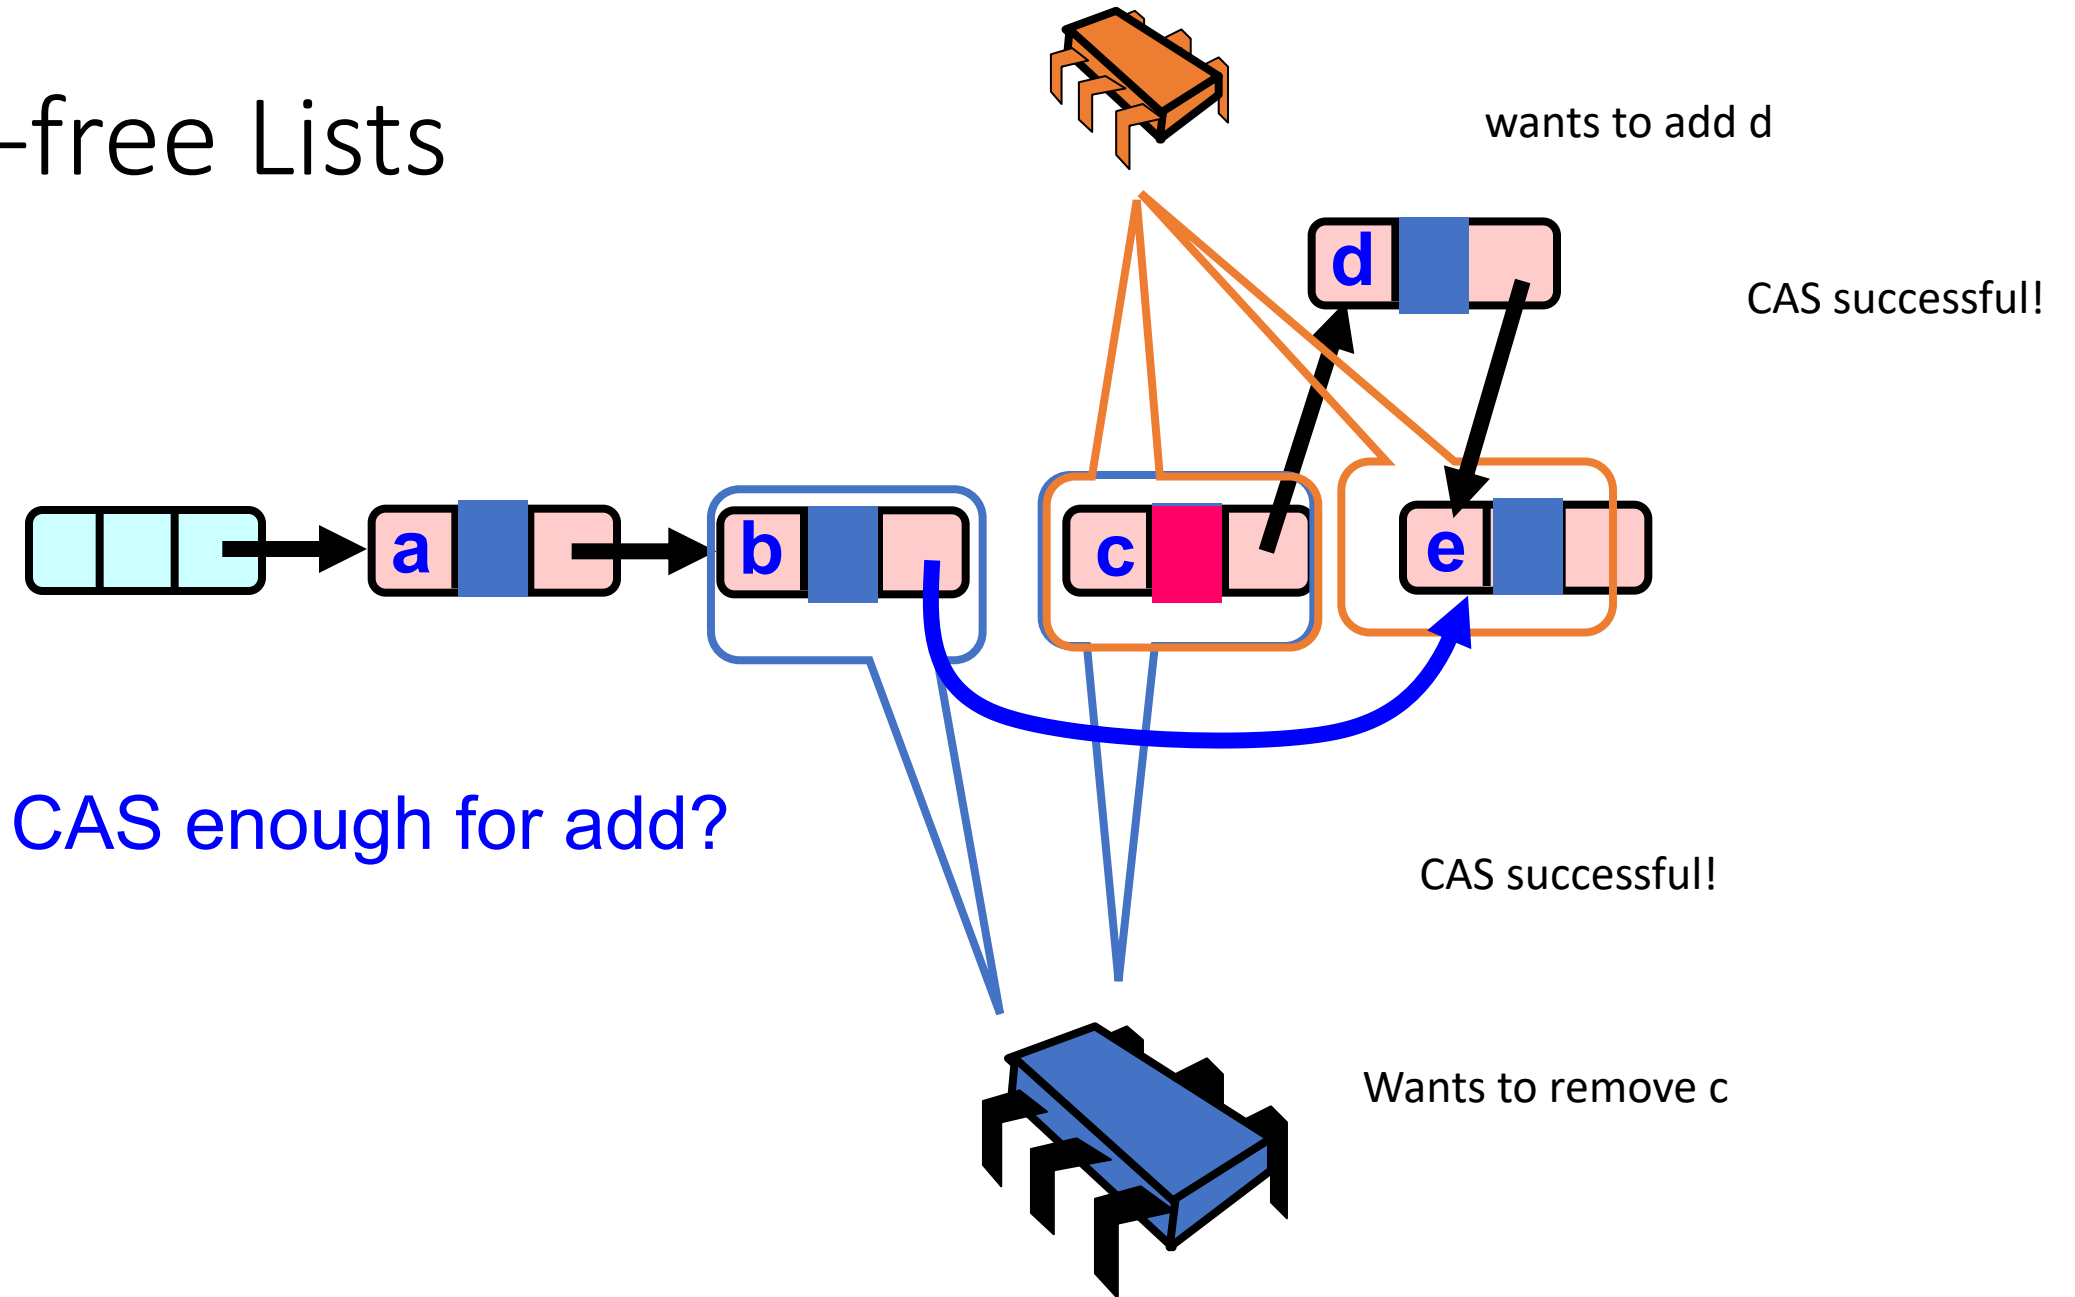 -free Lists
wants to add d
d
CAS successful!
a
b
c
e
CAS enough for add?
CAS successful!
Wants to remove c